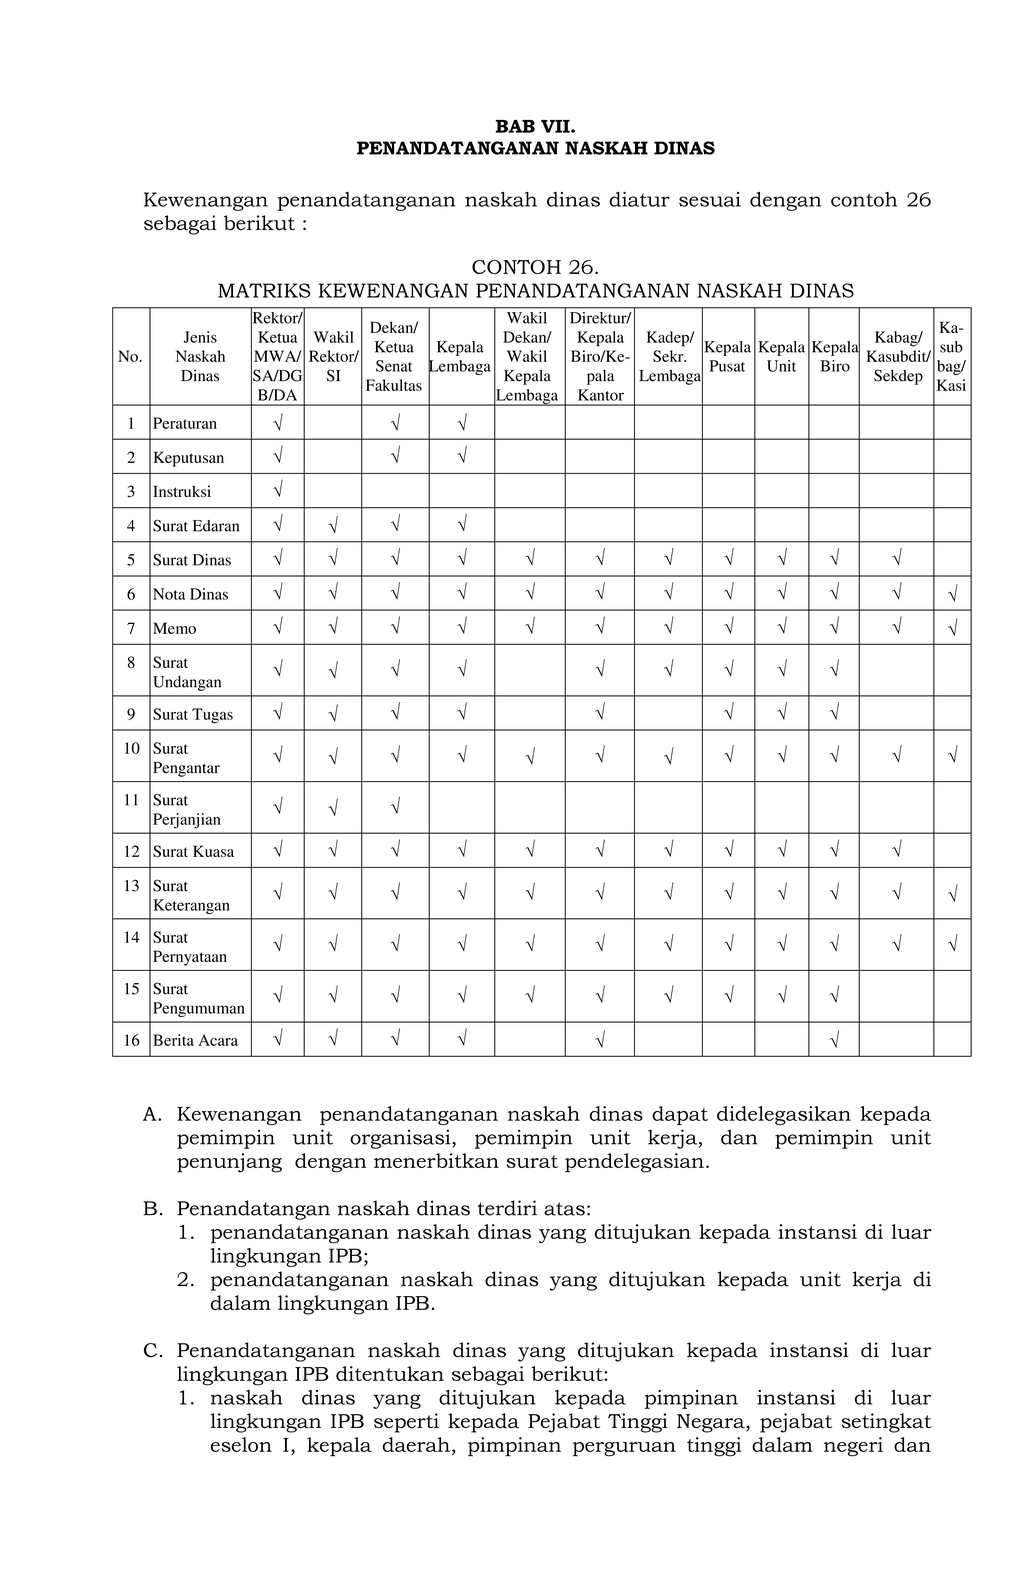 BAB VII.
PENANDATANGANAN NASKAH DINAS
Kewenangan penandatanganan naskah dinas diatur sesuai dengan contoh 26
sebagai berikut :
CONTOH 26.
MATRIKS KEWENANGAN PENANDATANGANAN NASKAH DINAS
No. | Jenis Naskah Dinas | Rektor/ Ketua MWA/ SA/DG B/DA | Wakil Rektor/ SI | Dekan/ Ketua Senat Fakultas | Kepala Lembaga | Wakil Dekan/ Wakil Kepala Lembaga | Direktur/ Kepala Biro/Ke- pala Kantor | Kadep/ Sekr. Lembaga | Kepala Pusat | Kepala Unit | Kepala Biro | Kabag/ Kasubdit/ Sekdep | Ka- sub bag/ Kasi
1 | Peraturan | √ | | √ | √ | | | | | | | |
2 | Keputusan | √ | | √ | √ | | | | | | | |
3 | Instruksi | √ | | | | | | | | | | |
4 | Surat Edaran | √ | √ | √ | √ | | | | | | | |
5 | Surat Dinas | √ | √ | √ | √ | √ | √ | √ | √ | √ | √ | √ |
6 | Nota Dinas | √ | √ | √ | √ | √ | √ | √ | √ | √ | √ | √ | √
7 | Memo | √ | √ | √ | √ | √ | √ | √ | √ | √ | √ | √ | √
8 | Surat Undangan | √ | √ | √ | √ | | √ | √ | √ | √ | √ | |
9 | Surat Tugas | √ | √ | √ | √ | | √ | | √ | √ | √ | |
10 | Surat Pengantar | √ | √ | √ | √ | √ | √ | √ | √ | √ | √ | √ | √
11 | Surat Perjanjian | √ | √ | √ | | | | | | | | |
12 | Surat Kuasa | √ | √ | √ | √ | √ | √ | √ | √ | √ | √ | √ |
13 | Surat Keterangan | √ | √ | √ | √ | √ | √ | √ | √ | √ | √ | √ | √
14 | Surat Pernyataan | √ | √ | √ | √ | √ | √ | √ | √ | √ | √ | √ | √
15 | Surat Pengumuman | √ | √ | √ | √ | √ | √ | √ | √ | √ | √ | |
16 | Berita Acara | √ | √ | √ | √ | | √ | | | | √ | |
A. Kewenangan penandatanganan naskah dinas dapat didelegasikan kepada
pemimpin unit organisasi, pemimpin unit kerja, dan pemimpin unit
penunjang dengan menerbitkan surat pendelegasian.
B. Penandatangan naskah dinas terdiri atas:
1. penandatanganan naskah dinas yang ditujukan kepada instansi di luar
lingkungan IPB;
2. penandatanganan naskah dinas yang ditujukan kepada unit kerja di
dalam lingkungan IPB.
C. Penandatanganan naskah dinas yang ditujukan kepada instansi di luar
lingkungan IPB ditentukan sebagai berikut:
1. naskah dinas yang ditujukan kepada pimpinan instansi di luar
lingkungan IPB seperti kepada Pejabat Tinggi Negara, pejabat setingkat
eselon I, kepala daerah, pimpinan perguruan tinggi dalam negeri dan